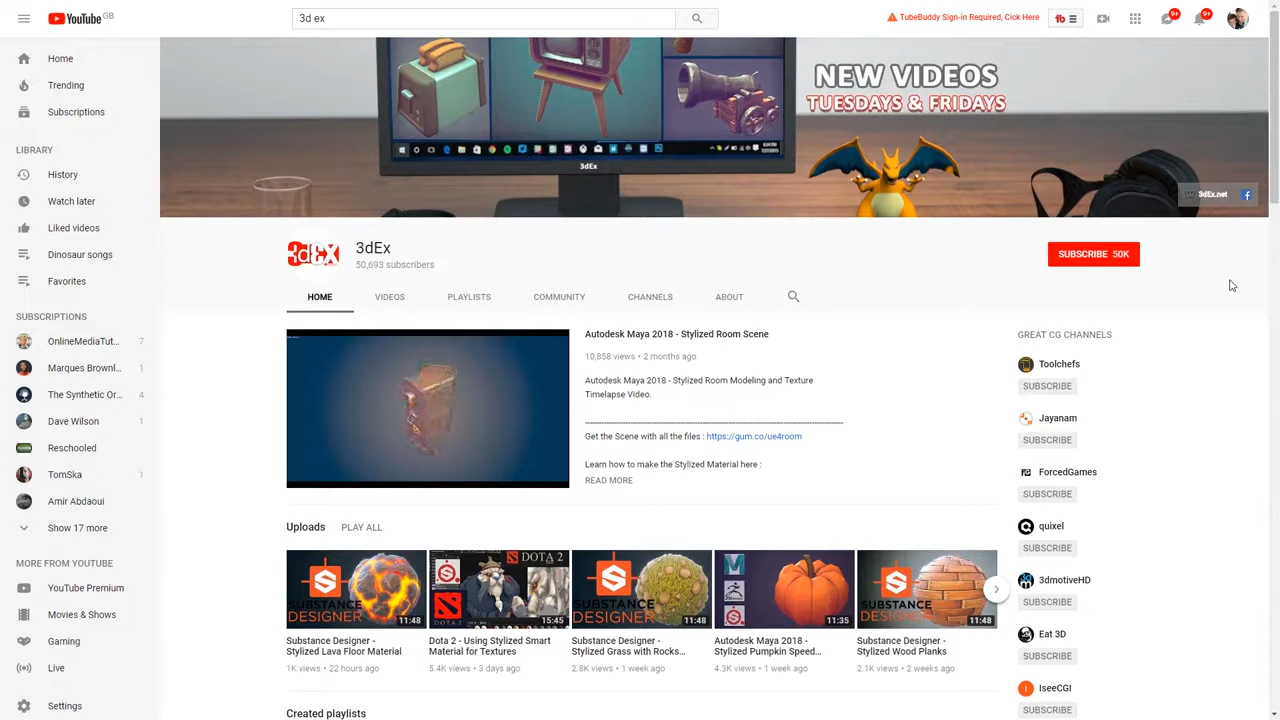 YouTube GB
3d ex
TubeBuddy Sign-in Required, Click Here
tb
9+
9+
NEW VIDEOS
TUESDAYS & FRIDAYS
3dEx
3dEx.net
Home
Trending
Subscriptions
LIBRARY
History
Watch later
Liked videos
Dinosaur songs
Favorites
SUBSCRIPTIONS
OnlineMediaTut... 7
Marques Brownl... 1
The Synthetic Or... 4
Dave Wilson 1
Reschooled
TomSka 1
Amir Abdaoui
Show 17 more
MORE FROM YOUTUBE
YouTube Premium
Movies & Shows
Gaming
Live
Settings
3dEX
3dEx
50,693 subscribers
SUBSCRIBE 50K
HOME VIDEOS PLAYLISTS COMMUNITY CHANNELS ABOUT
Autodesk Maya 2018 - Stylized Room Scene
10,858 views • 2 months ago
Autodesk Maya 2018 - Stylized Room Modeling and Texture
Timelapse Video.
Get the Scene with all the files : https://gum.co/ue4room
Learn how to make the Stylized Material here :
READ MORE
Uploads PLAY ALL
SUBSTANCE
DESIGNER
11:48
Substance Designer -
Stylized Lava Floor Material
1K views • 22 hours ago
DOTA 2
15:45
Dota 2 - Using Stylized Smart
Material for Textures
5.4K views • 3 days ago
SUBSTANCE
DESIGNER
11:48
Substance Designer -
Stylized Grass with Rocks...
2.8K views • 1 week ago
11:35
Autodesk Maya 2018 -
Stylized Pumpkin Speed...
4.3K views • 1 week ago
SUBSTANCE
DESIGNER
11:48
Substance Designer -
Stylized Wood Planks
2.1K views • 2 weeks ago
Created playlists
GREAT CG CHANNELS
Toolchefs
SUBSCRIBE
Jayanam
SUBSCRIBE
ForcedGames
SUBSCRIBE
quixel
SUBSCRIBE
3dmotiveHD
SUBSCRIBE
Eat 3D
SUBSCRIBE
IseeCGI
SUBSCRIBE